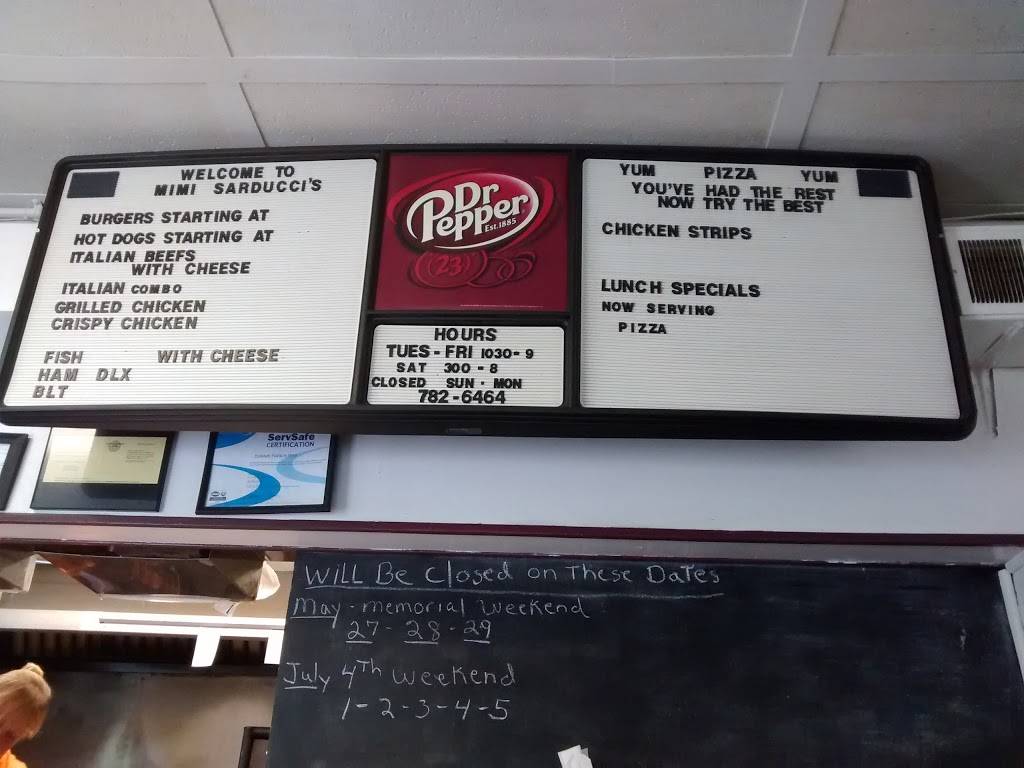 WELCOME TO
MIMI SARDUCCI'S
BURGERS STARTING AT
HOT DOGS STARTING AT
ITALIAN BEEFS
WITH CHEESE
ITALIAN COMBO
GRILLED CHICKEN
CRISPY CHICKEN
FISH WITH CHEESE
HAM DLX
BLT
Dr
Pepper
Est. 1885
23
HOURS
TUES - FRI 1030 - 9
SAT 300 - 8
CLOSED SUN - MON
782-6464
YUM PIZZA YUM
YOU'VE HAD THE REST
NOW TRY THE BEST
CHICKEN STRIPS
LUNCH SPECIALS
NOW SERVING
PIZZA
ServSafe
CERTIFICATION
Will Be Closed on These Dates
May - memorial weekend
27 - 28 - 29
July 4Th weekend
1 - 2 - 3 - 4 - 5